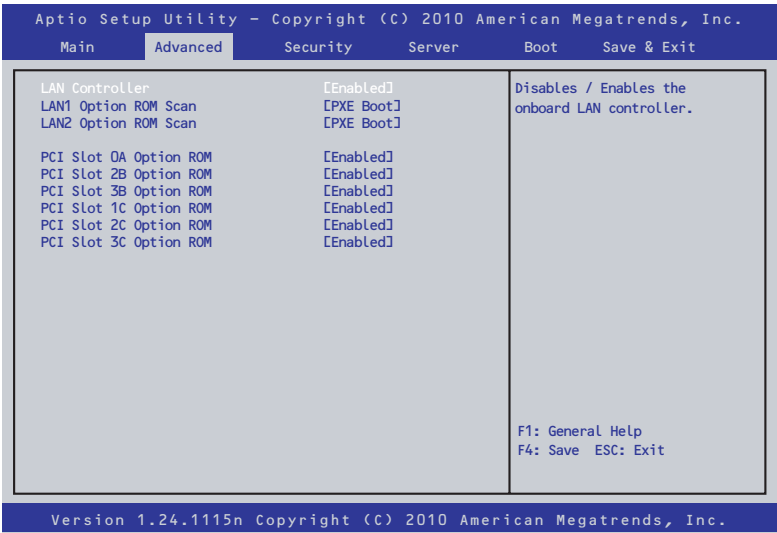 Aptio Setup Utility – Copyright (C) 2010 American Megatrends, Inc.
Main Advanced Security Server Boot Save & Exit
LAN Controller [Enabled]
LAN1 Option ROM Scan [PXE Boot]
LAN2 Option ROM Scan [PXE Boot]
PCI Slot 0A Option ROM [Enabled]
PCI Slot 2B Option ROM [Enabled]
PCI Slot 3B Option ROM [Enabled]
PCI Slot 1C Option ROM [Enabled]
PCI Slot 2C Option ROM [Enabled]
PCI Slot 3C Option ROM [Enabled]
Disables / Enables the
onboard LAN controller.
F1: General Help
F4: Save ESC: Exit
Version 1.24.1115n Copyright (C) 2010 American Megatrends, Inc.